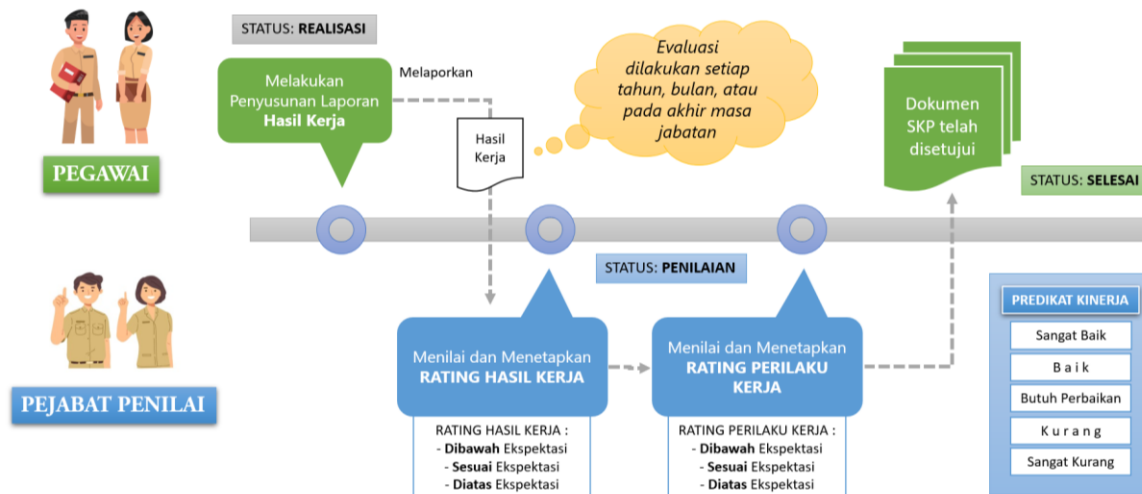 STATUS: REALISASI
Melakukan
Penyusunan Laporan
Hasil Kerja
Melaporkan
Hasil
Kerja
Evaluasi
dilakukan setiap
tahun, bulan, atau
pada akhir masa
jabatan
Dokumen
SKP telah
disetujui
PEGAWAI
STATUS: SELESAI
STATUS: PENILAIAN
PEJABAT PENILAI
Menilai dan Menetapkan
RATING HASIL KERJA
RATING HASIL KERJA :
- Dibawah Ekspektasi
- Sesuai Ekspektasi
- Diatas Ekspektasi
Menilai dan Menetapkan
RATING PERILAKU
KERJA
RATING PERILAKU KERJA :
- Dibawah Ekspektasi
- Sesuai Ekspektasi
- Diatas Ekspektasi
PREDIKAT KINERJA
Sangat Baik
B a i k
Butuh Perbaikan
K u r a n g
Sangat Kurang